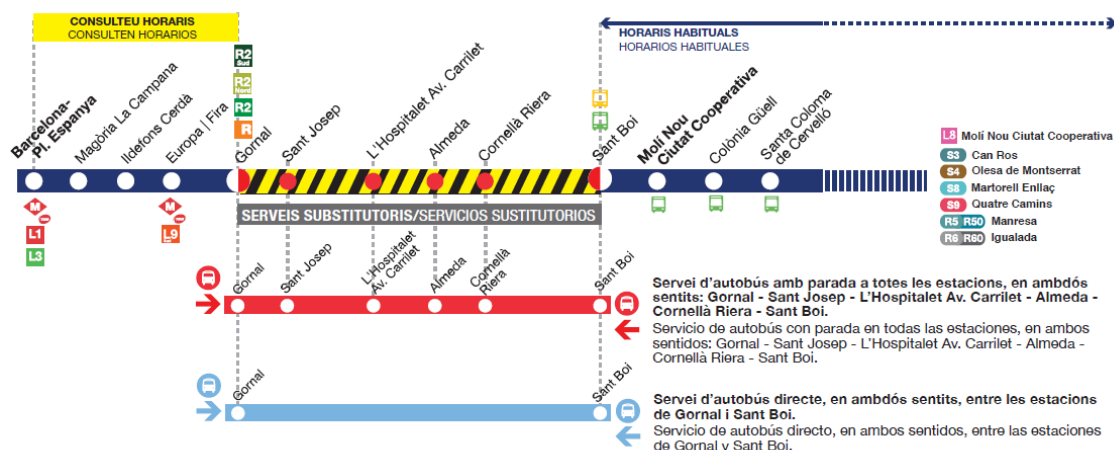 CONSULTEU HORARIS
CONSULTEN HORARIOS
HORARIS HABITUALS
HORARIOS HABITUALES
R2
Sud
R2
Nord
R2
R
Barcelona-
Pl. Espanya
Magòria La Campana
Ildefons Cerdà
Europa | Fira
Gornal
Sant Josep
L'Hospitalet Av. Carrilet
Almeda
Cornellà Riera
Sant Boi
Molí Nou
Ciutat Cooperativa
Colònia Güell
Santa Coloma
de Cervelló
L8 Molí Nou Ciutat Cooperativa
S3 Can Ros
S4 Olesa de Montserrat
S8 Martorell Enllaç
S9 Quatre Camins
R5 R50 Manresa
R6 R60 Igualada
M
L1
L3
M
L9
SERVEIS SUBSTITUTORIS/SERVICIOS SUSTITUTORIOS
Gornal
Sant Josep
L'Hospitalet
Av. Carrilet
Almeda
Cornellà
Riera
Sant Boi
Servei d'autobús amb parada a totes les estacions, en ambdós
sentits: Gornal - Sant Josep - L'Hospitalet Av. Carrilet - Almeda -
Cornellà Riera - Sant Boi.
Servicio de autobús con parada en todas las estaciones, en ambos
sentidos: Gornal - Sant Josep - L'Hospitalet Av. Carrilet - Almeda -
Cornellà Riera - Sant Boi.
Gornal
Sant Boi
Servei d'autobús directe, en ambdós sentits, entre les estacions
de Gornal i Sant Boi.
Servicio de autobús directo, en ambos sentidos, entre las estaciones
de Gornal y Sant Boi.